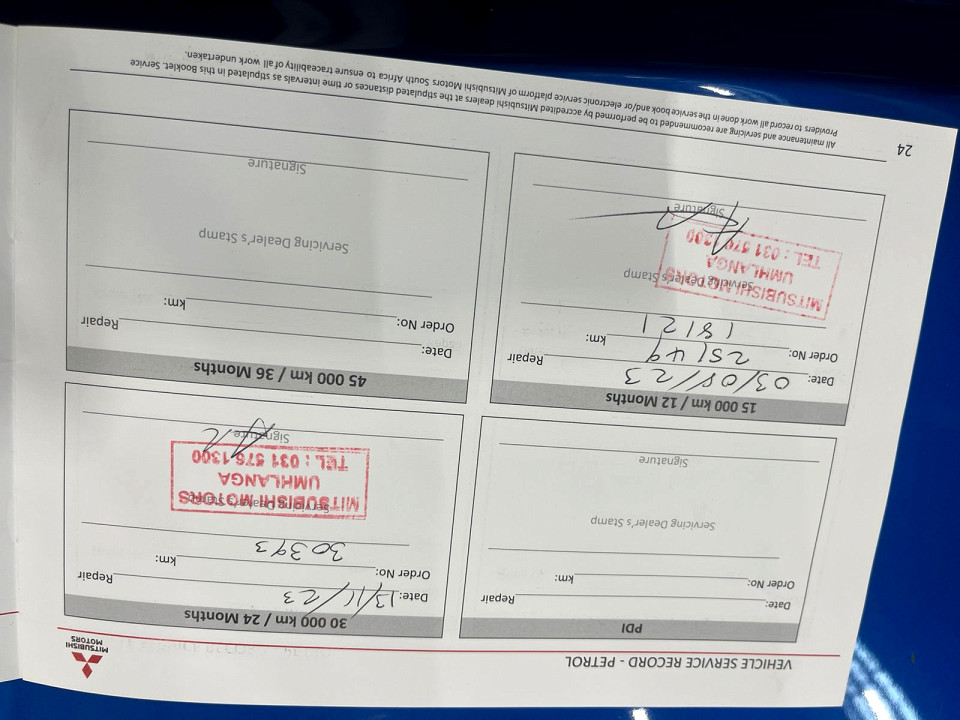 VEHICLE SERVICE RECORD - PETROL
MITSUBISHI
MOTORS
PDI
Date: Repair
Order No: km:
Servicing Dealer's Stamp
Signature
30 000 km / 24 Months
Date: 13/11/23 Repair
Order No: km:
30393
Servicing Dealer's Stamp
MITSUBISHI MOTORS
UMHLANGA
TEL : 031 576 1300
Signature
15 000 km / 12 Months
Date: 03/08/23 Repair
Order No: 25149 km:
18121
Servicing Dealer's Stamp
MITSUBISHI MOTORS
UMHLANGA
TEL : 031 576 1300
Signature
45 000 km / 36 Months
Date: Repair
Order No: km:
Servicing Dealer's Stamp
Signature
24
All maintenance and servicing are recommended to be performed by accredited Mitsubishi dealers at the stipulated distances or time intervals as stipulated in this Booklet. Service
Providers to record all work done in the service book and/or electronic service platform of Mitsubishi Motors South Africa to ensure traceability of all work undertaken.